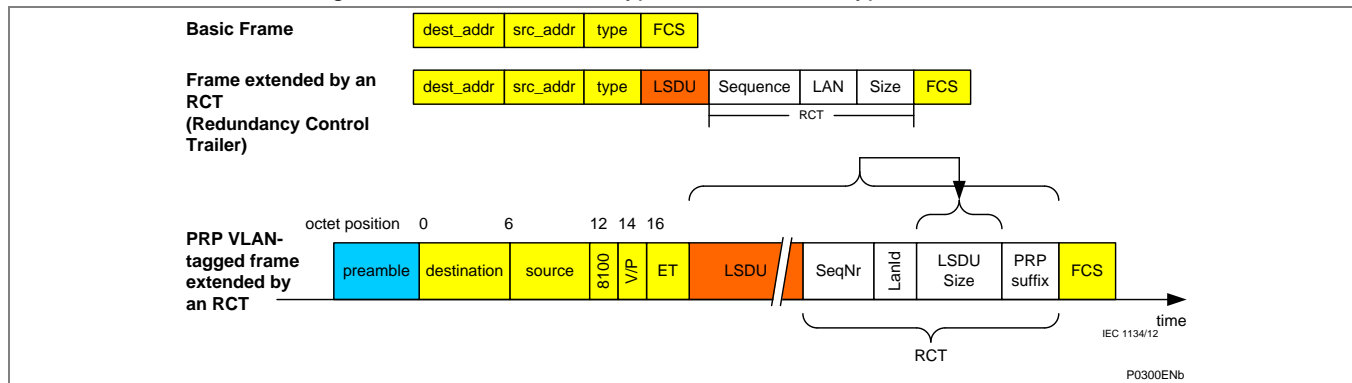 Basic Frame
dest_addr src_addr type FCS
Frame extended by an
RCT
(Redundancy Control
Trailer)
dest_addr src_addr type LSDU Sequence LAN Size FCS
RCT
octet position 0 6 12 14 16
PRP VLAN-
tagged frame
extended by
an RCT
preamble destination source 8100 V/P ET LSDU SeqNr LanId LSDU
Size PRP
suffix FCS
time
IEC 1134/12
RCT
P0300ENb